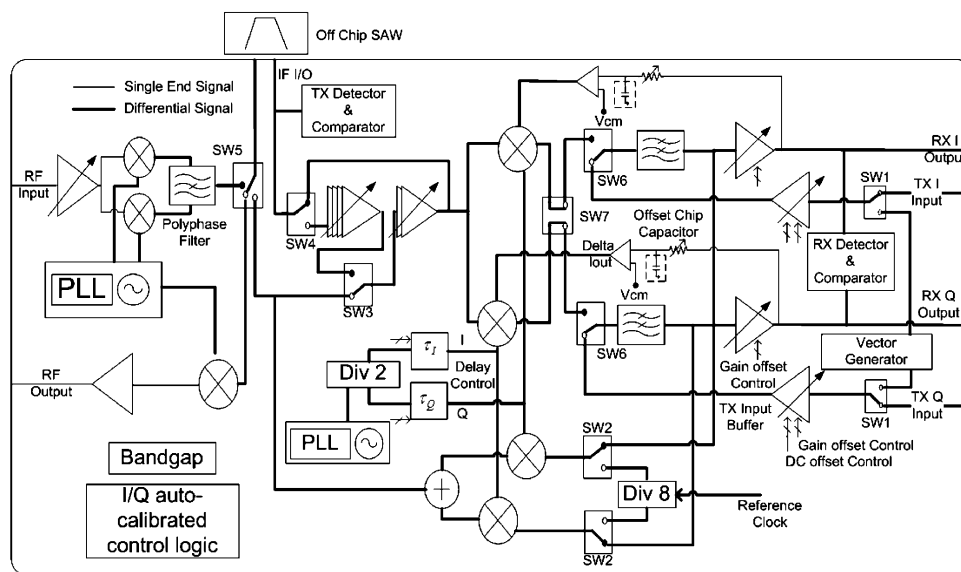 Off Chip SAW
Single End Signal
Differential Signal
IF I/O
TX Detector
&
Comparator
Vcm
RF
Input
SW5
Polyphase
Filter
SW4
SW3
SW6
SW7
Offset Chip
Capacitor
Delta
Iout
Vcm
RX I
Output
SW1
TX I
Input
RX Detector
&
Comparator
RX Q
Output
PLL
SW6
Gain offset
Control
Vector
Generator
RF
Output
τI
I
Delay
Control
Div 2
τQ
Q
PLL
TX Input
Buffer
SW1
TX Q
Input
Gain offset Control
DC offset Control
SW2
Div 8
Reference
Clock
SW2
+
Bandgap
I/Q auto-
calibrated
control logic